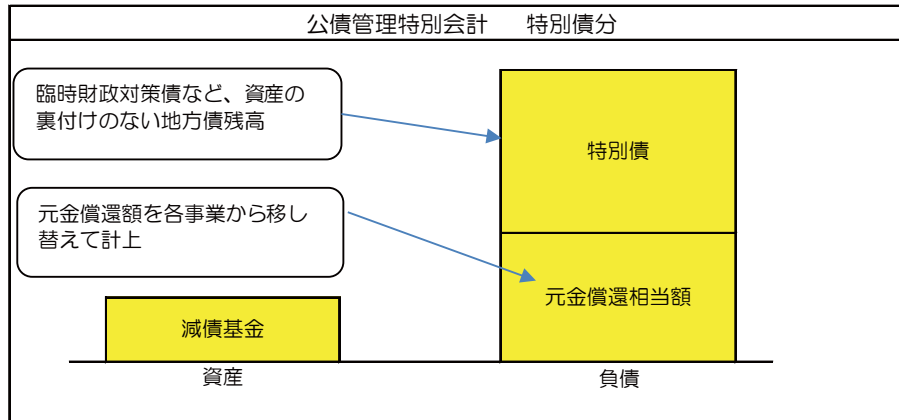 公債管理特別会計　　特別債分
臨時財政対策債など、資産の
裏付けのない地方債残高
特別債
元金償還額を各事業から移し
替えて計上
元金償還相当額
減債基金
資産
負債